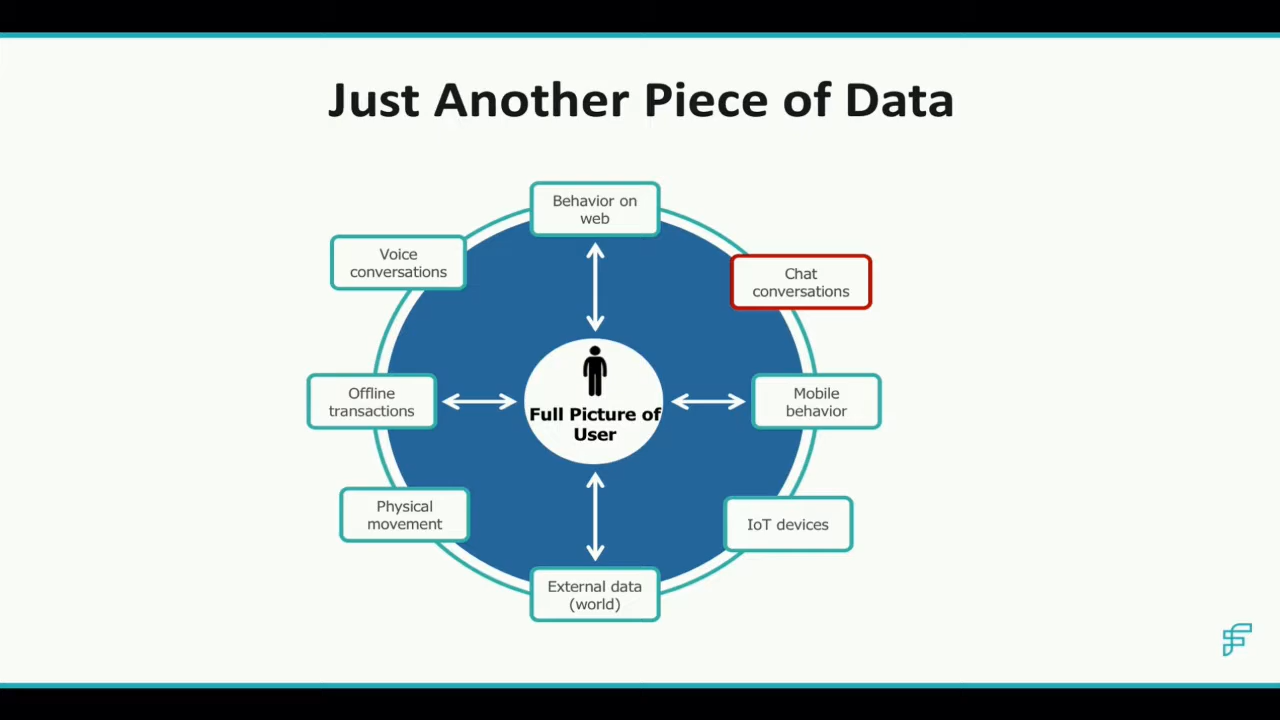 Just Another Piece of Data
Behavior on
web
Voice
conversations
Chat
conversations
Offline
transactions
Full Picture of
User
Mobile
behavior
Physical
movement
IoT devices
External data
(world)